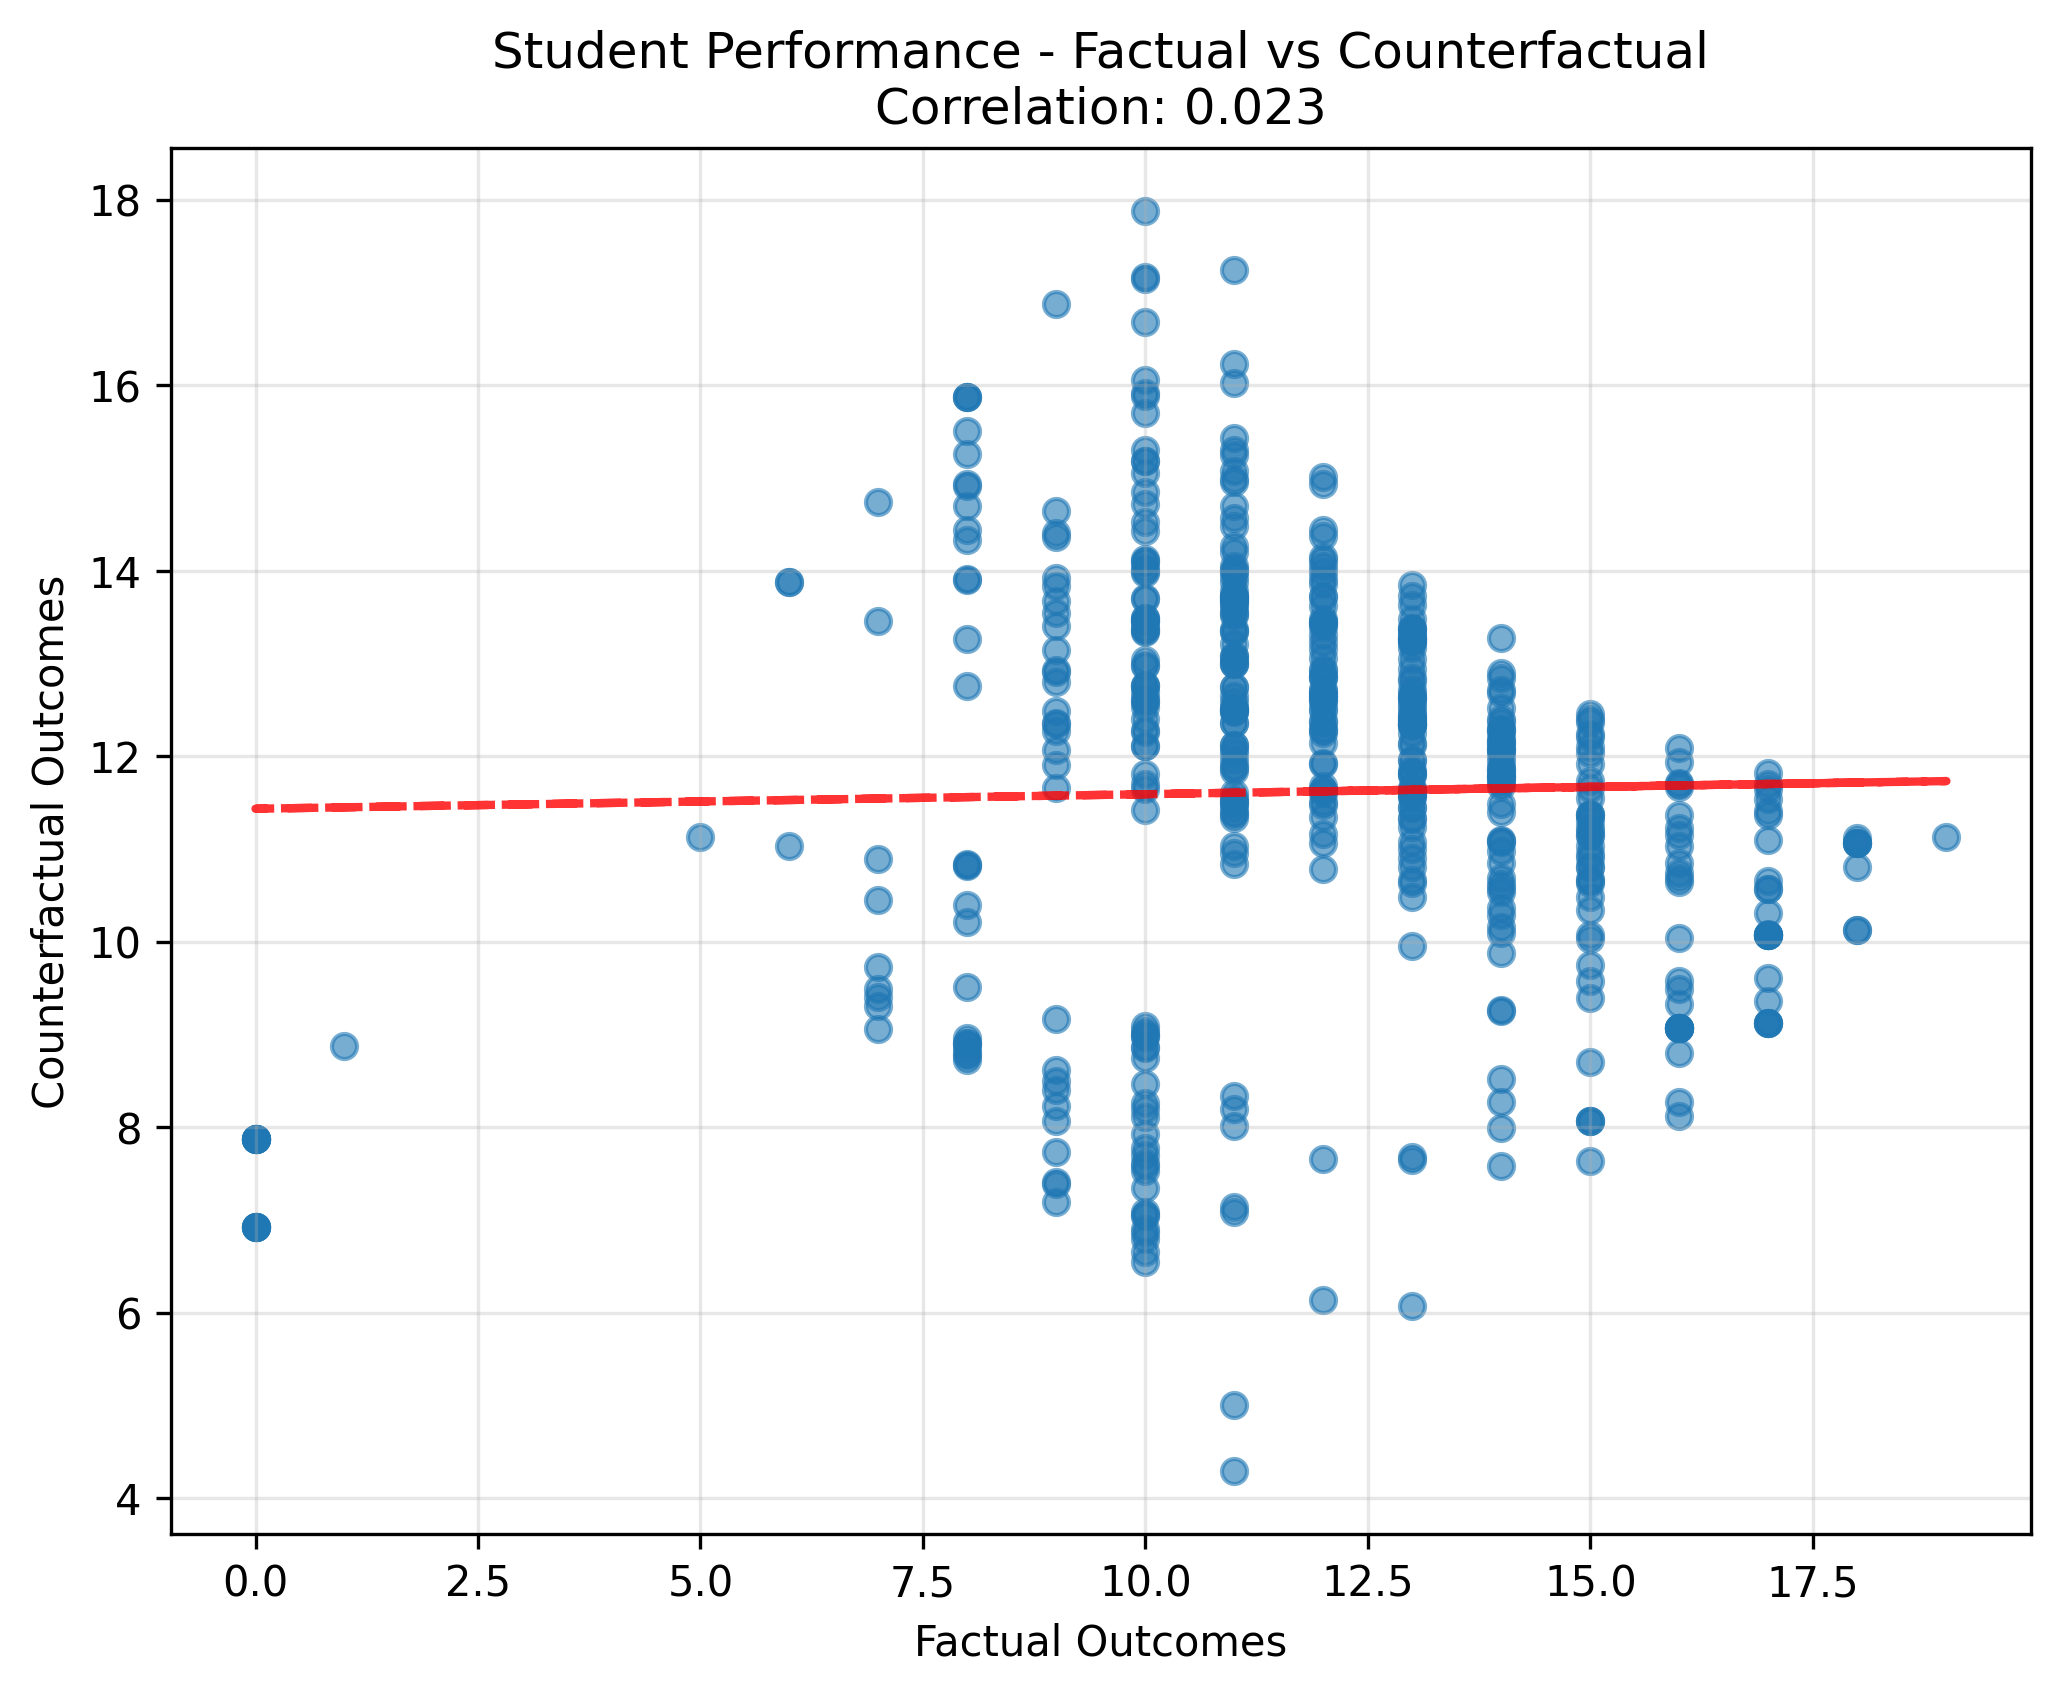 Student Performance - Factual vs Counterfactual
Correlation: 0.023
Counterfactual Outcomes
18
16
14
12
10
8
6
4
0.0 2.5 5.0 7.5 10.0 12.5 15.0 17.5
Factual Outcomes